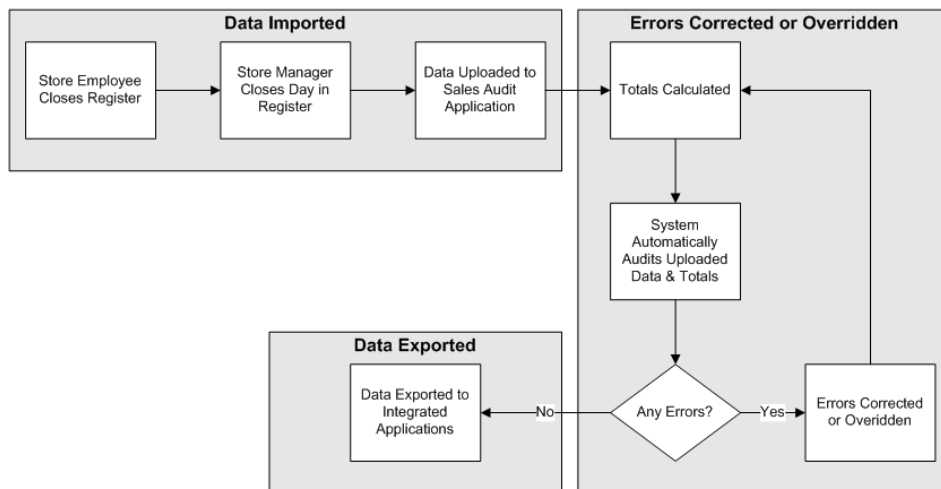 Data Imported
Store Employee
Closes Register
Store Manager
Closes Day in
Register
Data Uploaded to
Sales Audit
Application
Errors Corrected or Overridden
Totals Calculated
System
Automatically
Audits Uploaded
Data & Totals
Any Errors?
Yes
Errors Corrected
or Overidden
No
Data Exported
Data Exported to
Integrated
Applications